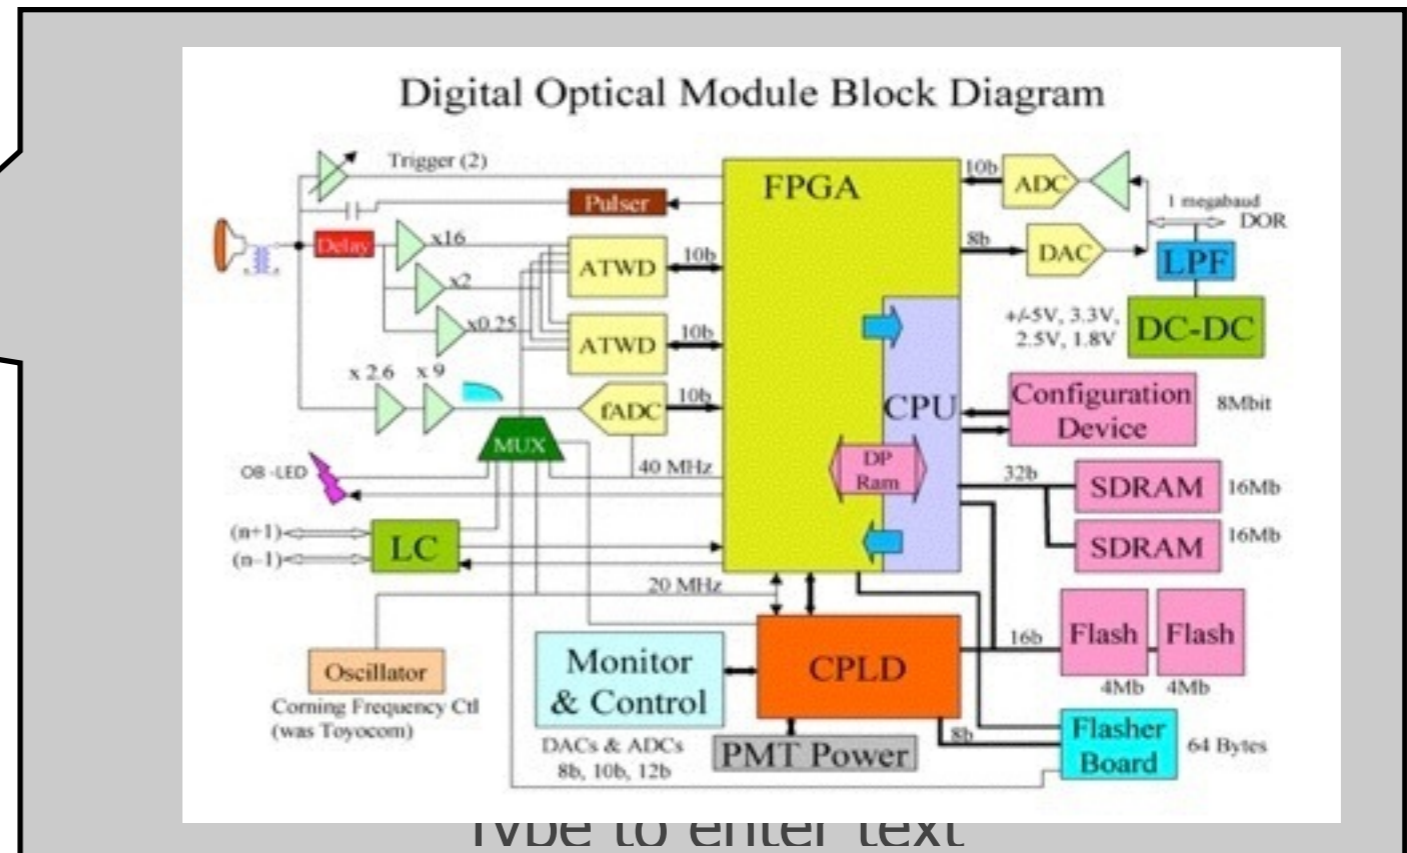 Digital Optical Module Block Diagram
Trigger (2)
FPGA
10b
ADC
Pulser
1 megabaud
DOR
Delay
x16
ATWD
10b
8b
DAC
LPF
x2
x0.25
ATWD
10b
+/-5V, 3.3V,
2.5V, 1.8V
DC-DC
x 2.6
x 9
fADC
10b
CPU
Configuration
Device
8Mbit
MUX
OB -LED
40 MHz
DP
Ram
32b
SDRAM
16Mb
(n+1)
(n−1)
LC
SDRAM
16Mb
20 MHz
Oscillator
Corning Frequency Ctl
(was Toyocom)
Monitor
& Control
DACs & ADCs
8b, 10b, 12b
CPLD
16b
Flash
Flash
4Mb
4Mb
PMT Power
8b
Flasher
Board
64 Bytes
Type to enter text